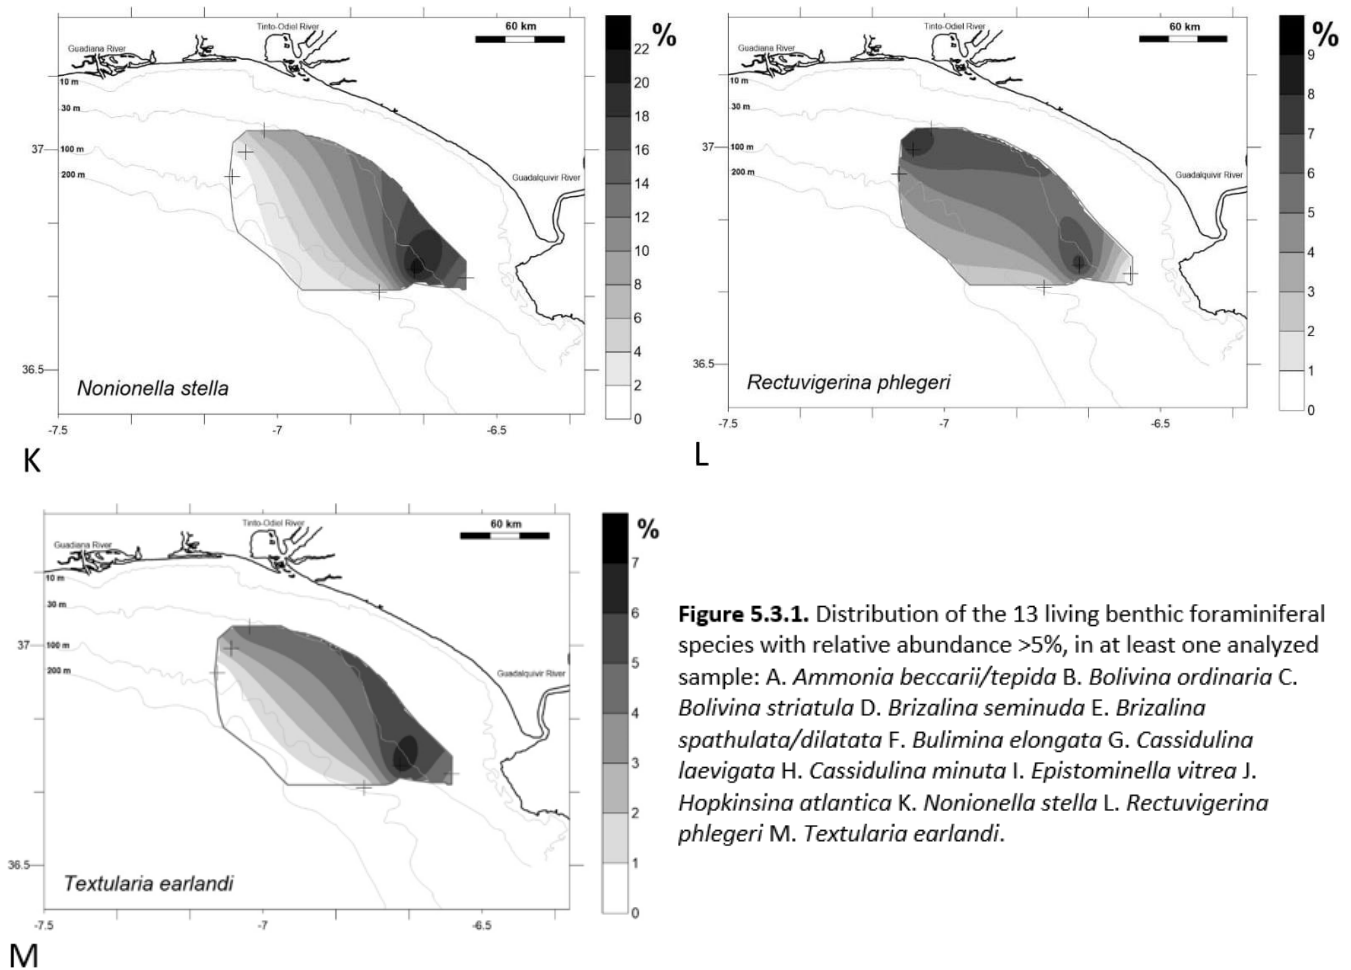 Tinto-Odiel River
60 km
%
Guadiana River
10 m
30 m
37
100 m
200 m
Guadalquivir River
36.5
Nonionella stella
-7.5
-7
-6.5
22
20
18
16
14
12
10
8
6
4
2
0
K
Tinto-Odiel River
60 km
%
Guadiana River
10 m
30 m
37
100 m
200 m
Guadalquivir River
36.5
Rectuvigerina phlegeri
-7.5
-7
-6.5
9
8
7
6
5
4
3
2
1
0
L
Tinto-Odiel River
60 km
%
Guadiana River
10 m
30 m
37
100 m
200 m
Guadalquivir River
36.5
Textularia earlandi
-7.5
-7
-6.5
7
6
5
4
3
2
1
0
M
Figure 5.3.1. Distribution of the 13 living benthic foraminiferal
species with relative abundance >5%, in at least one analyzed
sample: A. Ammonia beccarii/tepida B. Bolivina ordinaria C.
Bolivina striatula D. Brizalina seminuda E. Brizalina
spathulata/dilatata F. Bulimina elongata G. Cassidulina
laevigata H. Cassidulina minuta I. Epistominella vitrea J.
Hopkinsina atlantica K. Nonionella stella L. Rectuvigerina
phlegeri M. Textularia earlandi.